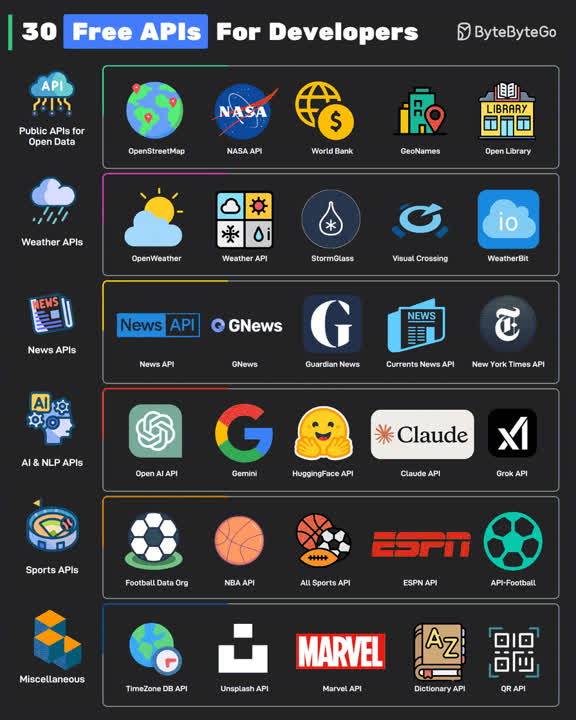 30 Free APIs For Developers
ByteByteGo
API
Public APIs for
Open Data
NASA
$
LIBRARY
OpenStreetMap
NASA API
World Bank
GeoNames
Open Library
Weather APIs
io
OpenWeather
Weather API
StormGlass
Visual Crossing
WeatherBit
NEWS
News APIs
News API
GNews
G
NEWS
T
News API
GNews
Guardian News
Currents News API
New York Times API
AI
AI & NLP APIs
G
Claude
xI
Open AI API
Gemini
HuggingFace API
Claude API
Grok API
Sports APIs
ESPN
Football Data Org
NBA API
All Sports API
ESPN API
API-Football
Miscellaneous
MARVEL
AZ
TimeZone DB API
Unsplash API
Marvel API
Dictionary API
QR API